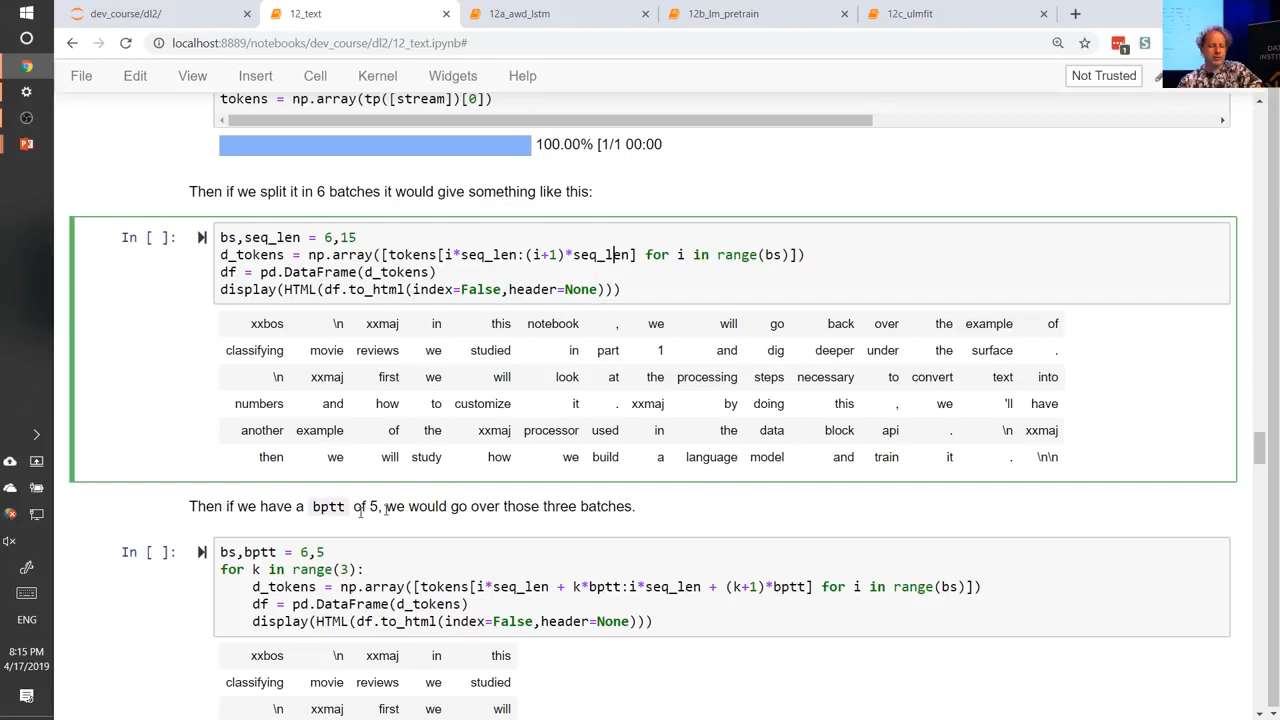 dev_course/dl2/
12_text
12a_awd_lstm
12b_lm_pretrain
12c_ulmfit
localhost:8889/notebooks/dev_course/dl2/12_text.ipynb#
File Edit View Insert Cell Kernel Widgets Help
Not Trusted
tokens = np.array(tp([stream])[0])
100.00% [1/1 00:00
Then if we split it in 6 batches it would give something like this:
In [ ]:
bs,seq_len = 6,15
d_tokens = np.array([tokens[i*seq_len:(i+1)*seq_len] for i in range(bs)])
df = pd.DataFrame(d_tokens)
display(HTML(df.to_html(index=False,header=None)))
xxbos \n xxmaj in this notebook , we will go back over the example of
classifying movie reviews we studied in part 1 and dig deeper under the surface .
\n xxmaj first we will look at the processing steps necessary to convert text into
numbers and how to customize it . xxmaj by doing this , we 'll have
another example of the xxmaj processor used in the data block api . \n xxmaj
then we will study how we build a language model and train it . \n\n
Then if we have a bptt of 5, we would go over those three batches.
In [ ]:
bs,bptt = 6,5
for k in range(3):
d_tokens = np.array([tokens[i*seq_len + k*bptt:i*seq_len + (k+1)*bptt] for i in range(bs)])
df = pd.DataFrame(d_tokens)
display(HTML(df.to_html(index=False,header=None)))
xxbos \n xxmaj in this
classifying movie reviews we studied
\n xxmaj first we will
ENG
8:15 PM
4/17/2019